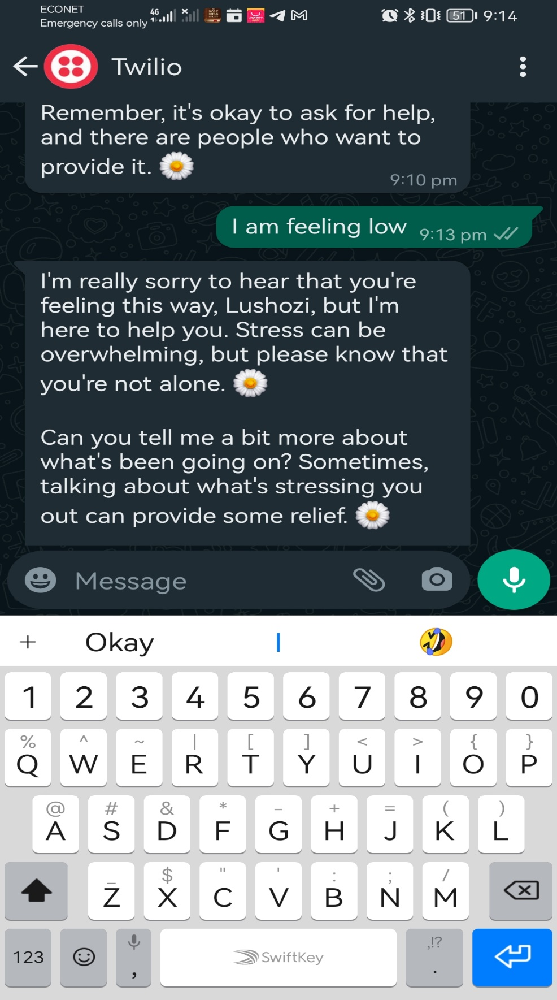 ECONET
Emergency calls only 4G 51 9:14
Twilio
Remember, it's okay to ask for help,
and there are people who want to
provide it. 🌼
9:10 pm
I am feeling low 9:13 pm
I'm really sorry to hear that you're
feeling this way, Lushozi, but I'm
here to help you. Stress can be
overwhelming, but please know that
you're not alone. 🌼
Can you tell me a bit more about
what's been going on? Sometimes,
talking about what's stressing you
out can provide some relief. 🌼
Message
+ Okay I 🤣
1 2 3 4 5 6 7 8 9 0
% ^ ~ | [ ] < > { }
Q W E R T Y U I O P
@ # & * - + = ( )
A S D F G H J K L
_ $ " ' : ; /
Z X C V B N M
123 , SwiftKey ,!? .